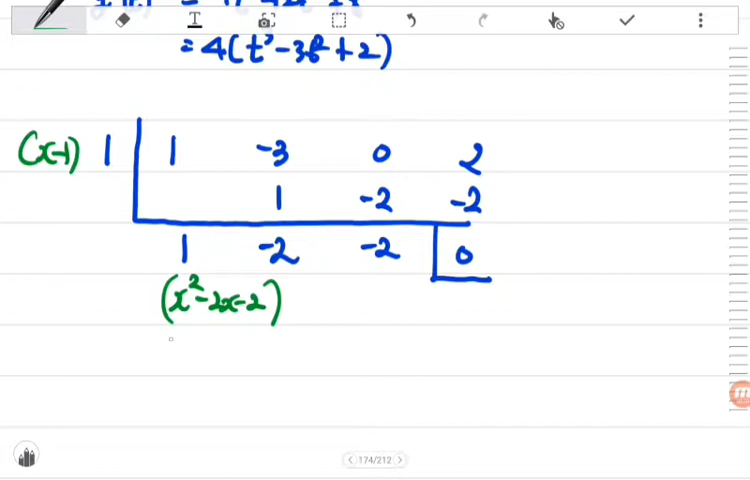 = 4(t³-3t²+2)
(x-1) 1 | 1 -3 0 2
1 -2 -2
1 -2 -2 0
(x²-2x-2)
174/212